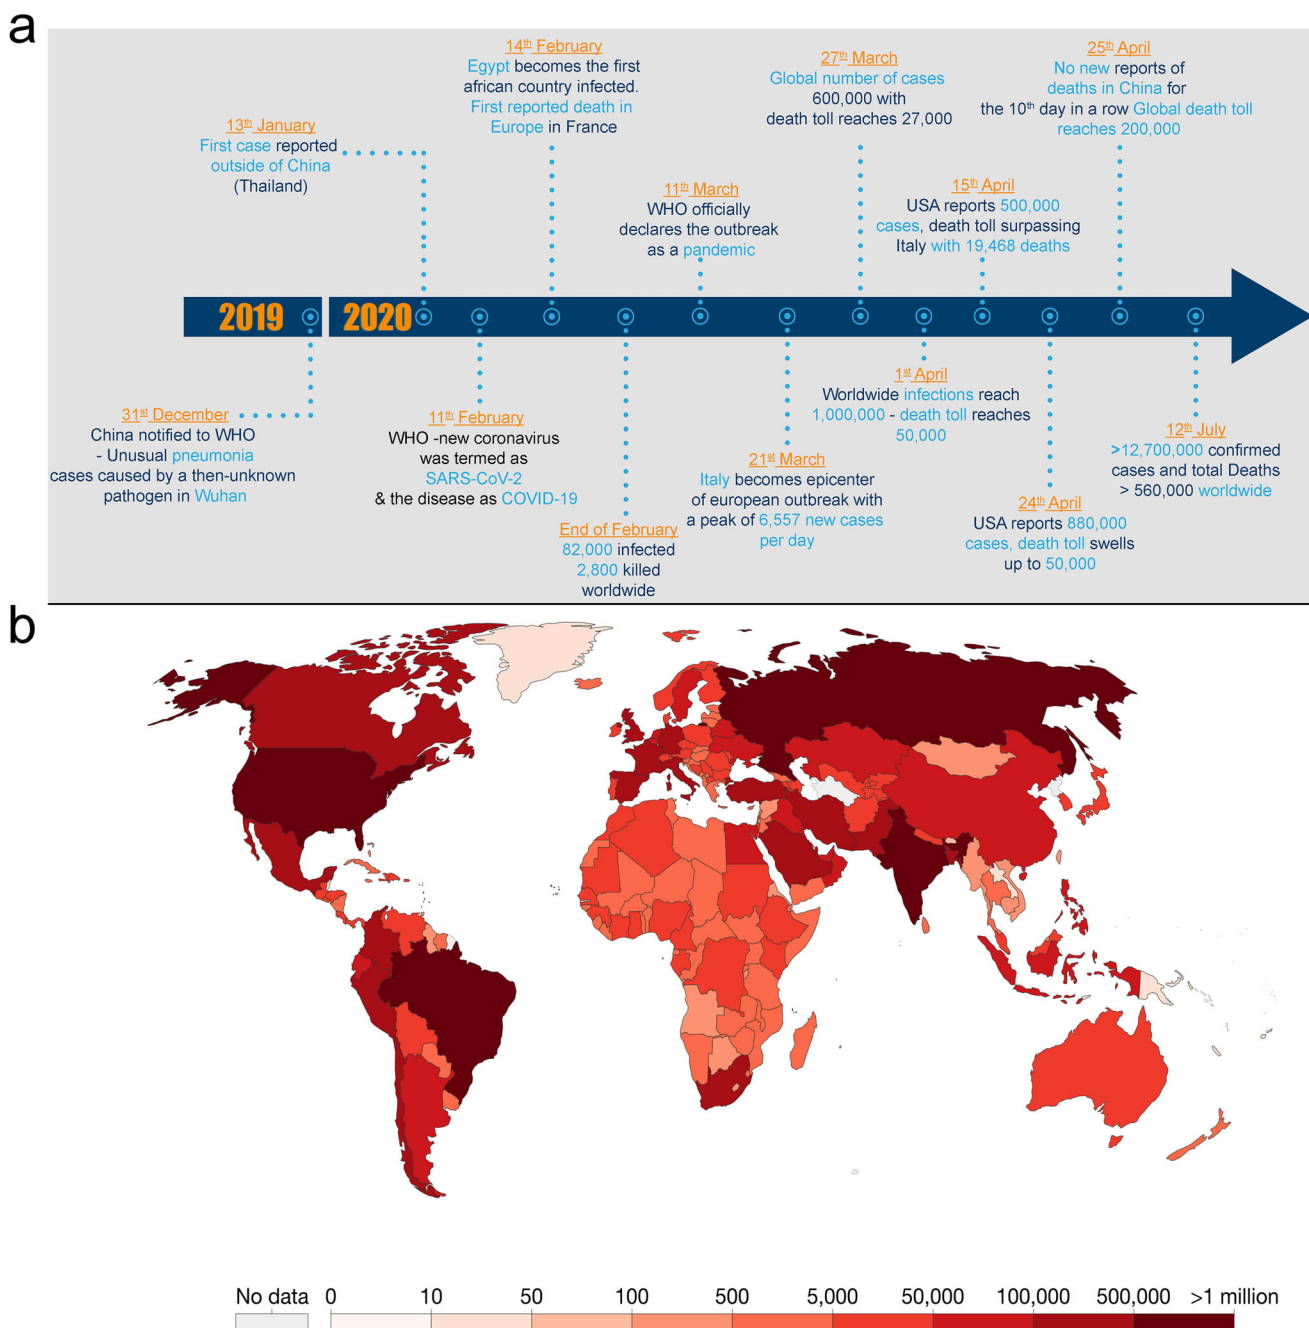 a
14th February
Egypt becomes the first
african country infected.
First reported death in
Europe in France
27th March
Global number of cases
600,000 with
death toll reaches 27,000
25th April
No new reports of
deaths in China for
the 10th day in a row Global death toll
reaches 200,000
13th January
First case reported
outside of China
(Thailand)
11th March
WHO officially
declares the outbreak
as a pandemic
15th April
USA reports 500,000
cases, death toll surpassing
Italy with 19,468 deaths
2019
2020
31st December
China notified to WHO
- Unusual pneumonia
cases caused by a then-unknown
pathogen in Wuhan
11th February
WHO -new coronavirus
was termed as
SARS-CoV-2
& the disease as COVID-19
End of February
82,000 infected
2,800 killed
worldwide
21st March
Italy becomes epicenter
of european outbreak with
a peak of 6,557 new cases
per day
1st April
Worldwide infections reach
1,000,000 - death toll reaches
50,000
24th April
USA reports 880,000
cases, death toll swells
up to 50,000
12th July
>12,700,000 confirmed
cases and total Deaths
> 560,000 worldwide
b
No data 0 10 50 100 500 5,000 50,000 100,000 500,000 >1 million